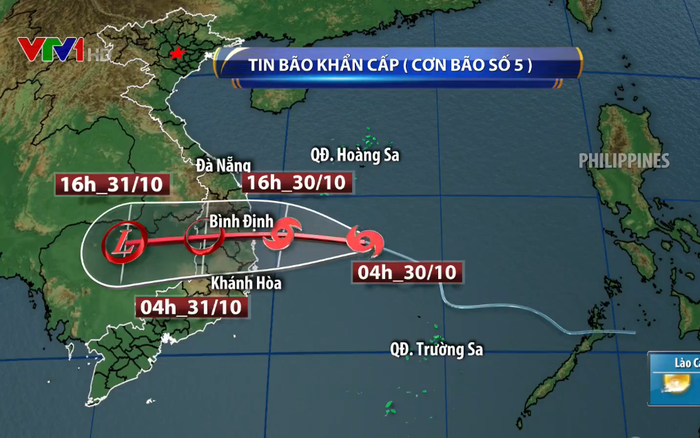 VTV1 HD
TIN BÃO KHẨN CẤP ( CƠN BÃO SỐ 5 )
QĐ. Hoàng Sa
PHILIPPINES
Đà Nẵng
16h_31/10
16h_30/10
Bình Định
L
04h_30/10
Khánh Hòa
04h_31/10
QĐ. Trường Sa
Lào Ca